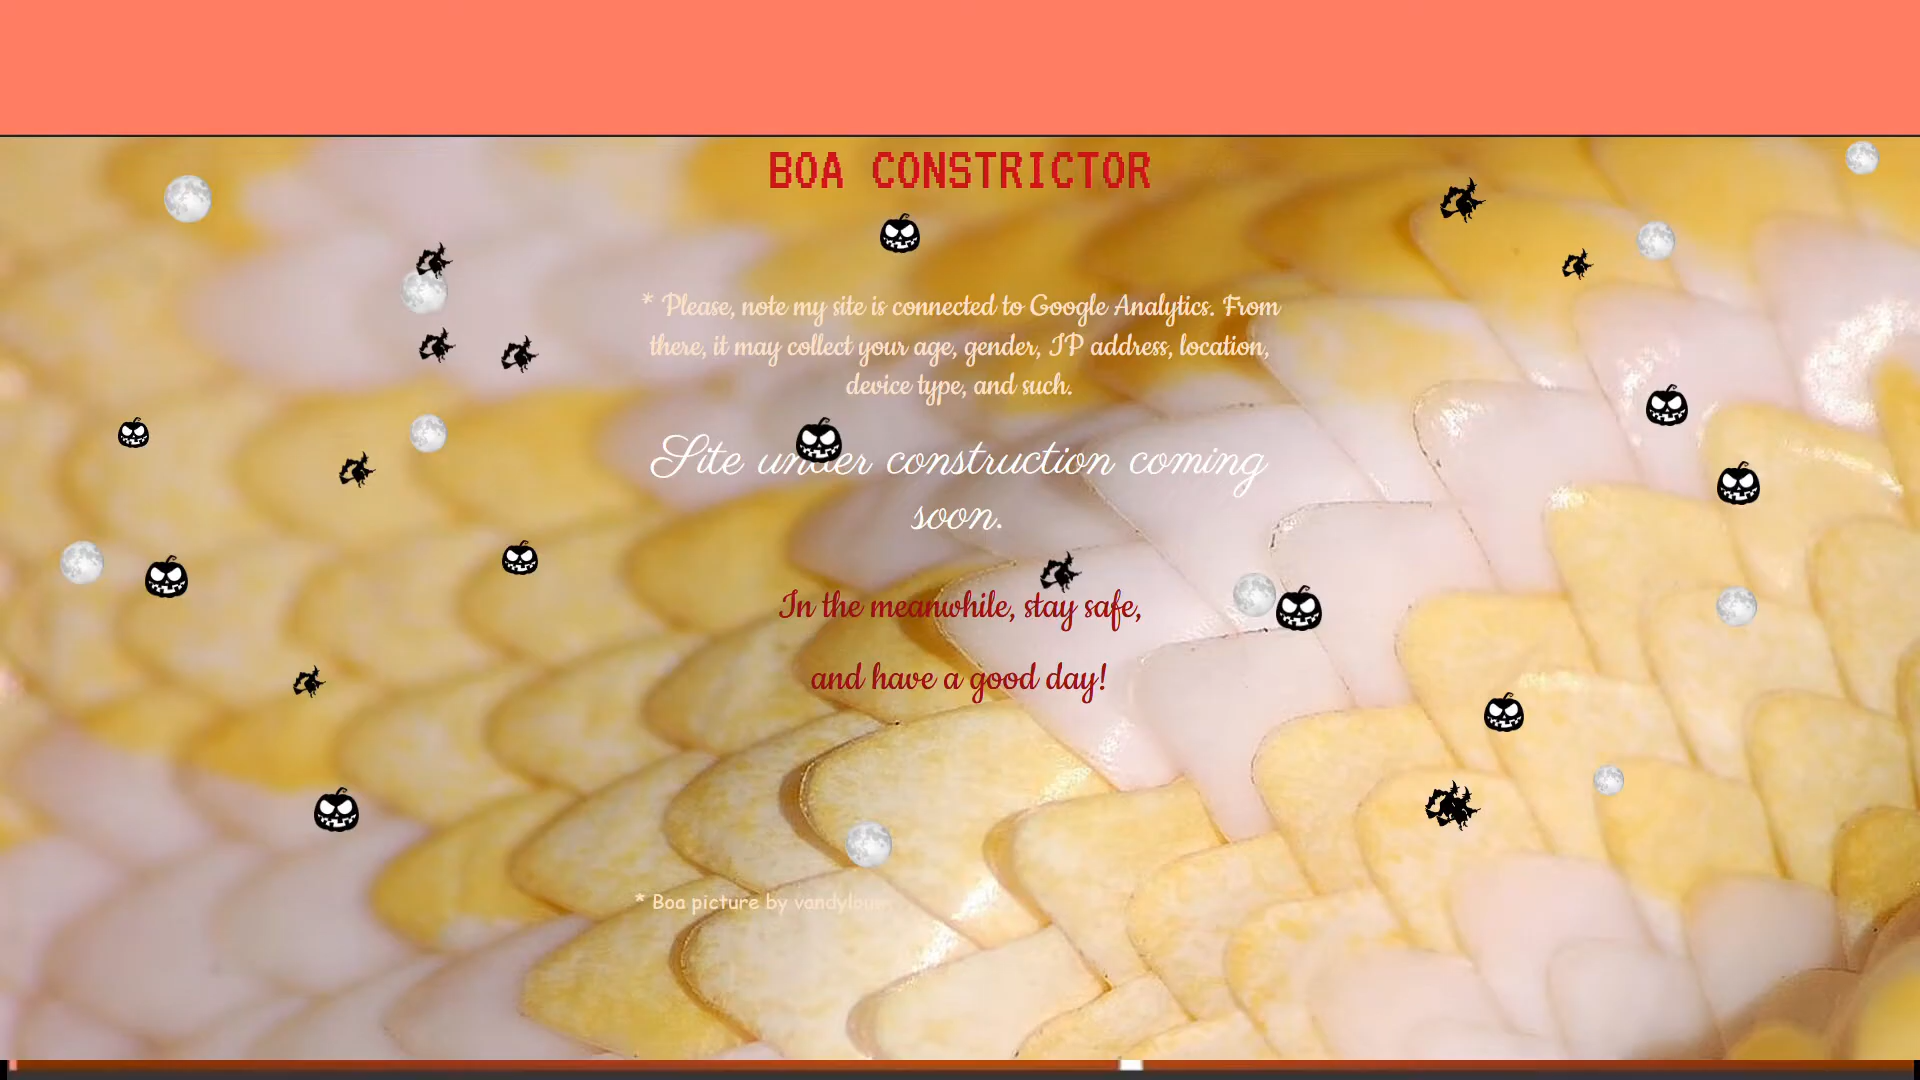 BOA CONSTRICTOR
* Please, note my site is connected to Google Analytics. From
there, it may collect your age, gender, IP address, location,
device type, and such.
Site under construction coming
soon.
In the meanwhile, stay safe,
and have a good day!
* Boa picture by